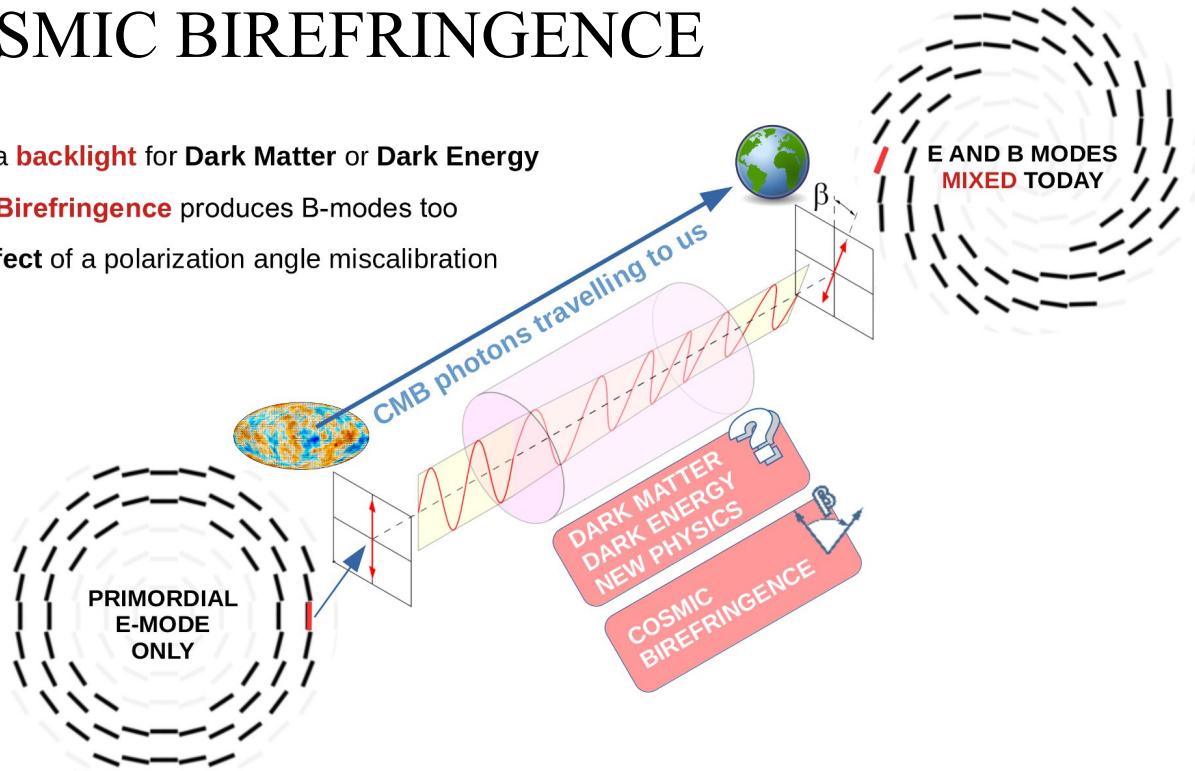 SMIC BIREFRINGENCE
a backlight for Dark Matter or Dark Energy
Birefringence produces B-modes too
fect of a polarization angle miscalibration
E AND B MODES
MIXED TODAY
β
CMB photons travelling to us
?
DARK MATTER
DARK ENERGY
NEW PHYSICS
β
COSMIC
BIREFRINGENCE
PRIMORDIAL
E-MODE
ONLY